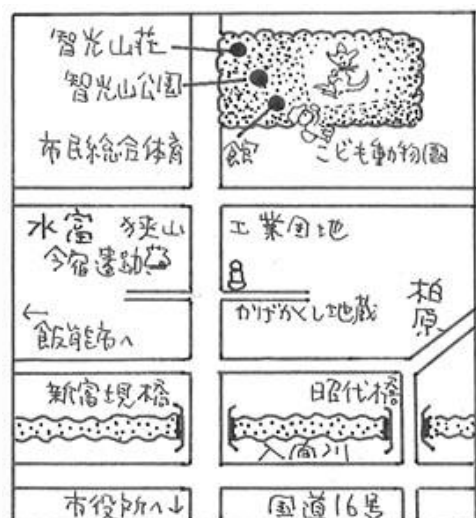 智光山荘
智光山公園
市民総合体育館
こども動物園
水富
狭山
工業団地
今宿遺跡
かげかくし地蔵
柏原
←
飯能市へ
新富士見橋
昭代橋
入間川
市役所へ↓
国道16号